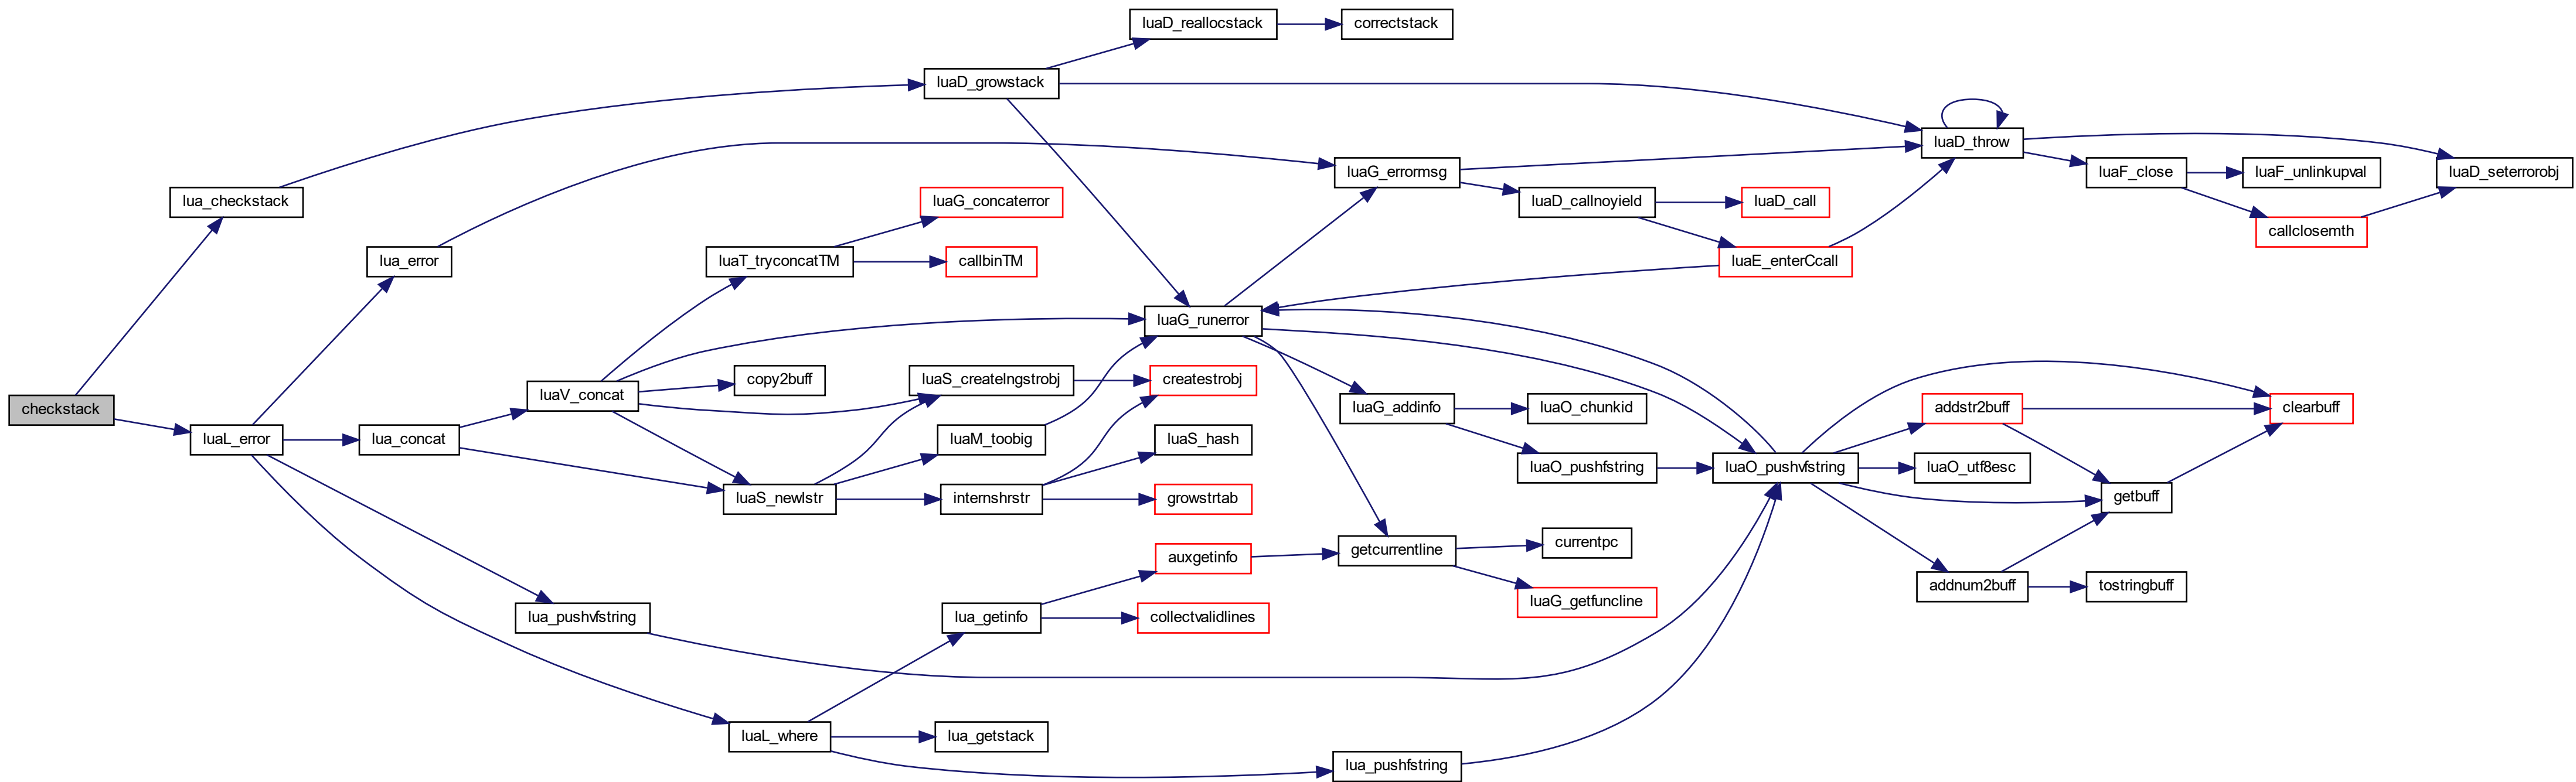 checkstack
lua_checkstack
luaL_error
lua_error
lua_concat
lua_pushvfstring
luaV_concat
luaT_tryconcatTM
copy2buff
luaS_newlstr
luaL_where
luaD_growstack
luaG_concaterror
callbinTM
luaS_createlngstrobj
luaM_toobig
internshrstr
lua_getinfo
lua_getstack
luaD_reallocstack
luaG_runerror
createstrobj
luaS_hash
growstrtab
auxgetinfo
collectvalidlines
correctstack
luaG_errormsg
luaG_addinfo
getcurrentline
lua_pushfstring
luaD_callnoyield
luaO_chunkid
luaO_pushfstring
currentpc
luaG_getfuncline
luaD_call
luaE_enterCcall
luaO_pushvfstring
luaD_throw
addstr2buff
luaO_utf8esc
addnum2buff
luaF_close
getbuff
tostringbuff
luaF_unlinkupval
callclosemth
clearbuff
luaD_seterrorobj